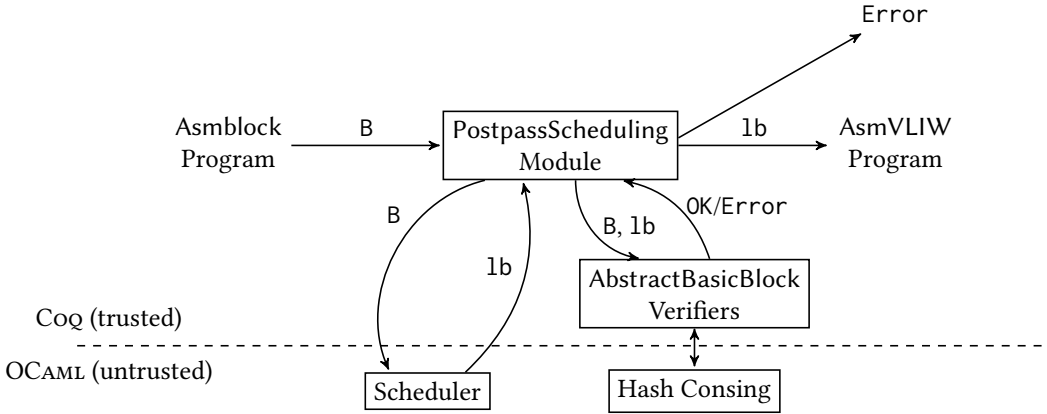 Error
Asmblock
Program
B
PostpassScheduling
Module
lb
AsmVLIW
Program
B
lb
B, lb
OK/Error
AbstractBasicBlock
Verifiers
COQ (trusted)
OCAML (untrusted)
Scheduler
Hash Consing